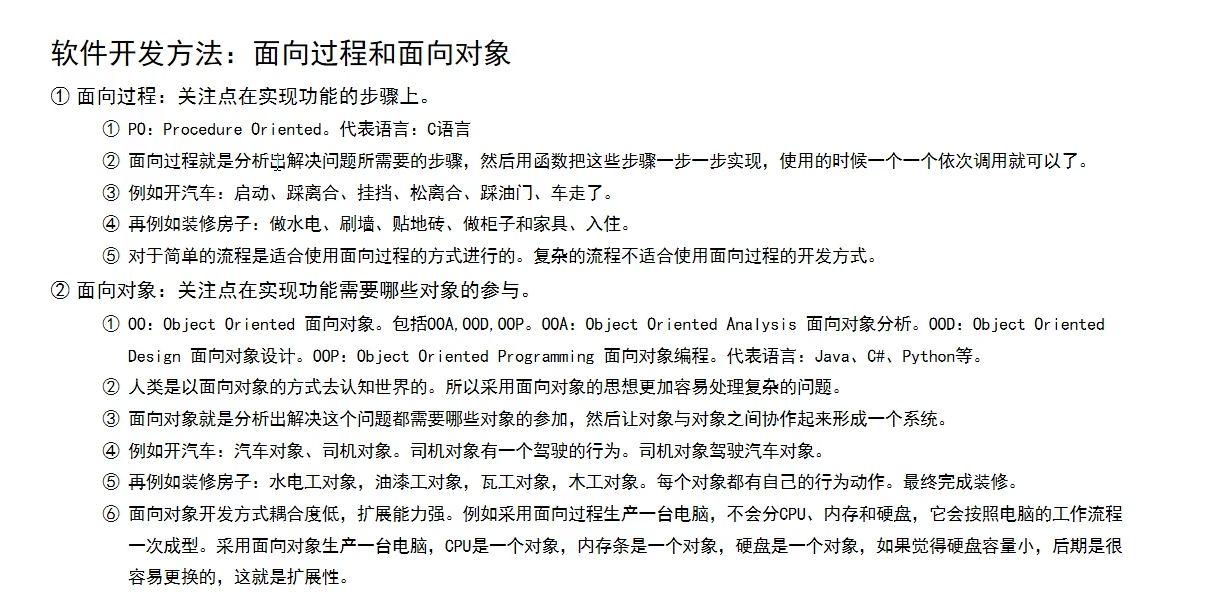 软件开发方法：面向过程和面向对象
① 面向过程：关注点在实现功能的步骤上。
① PO：Procedure Oriented。代表语言：C语言
② 面向过程就是分析出解决问题所需要的步骤，然后用函数把这些步骤一步一步实现，使用的时候一个一个依次调用就可以了。
③ 例如开汽车：启动、踩离合、挂挡、松离合、踩油门、车走了。
④ 再例如装修房子：做水电、刷墙、贴地砖、做柜子和家具、入住。
⑤ 对于简单的流程是适合使用面向过程的方式进行的。复杂的流程不适合使用面向过程的开发方式。
② 面向对象：关注点在实现功能需要哪些对象的参与。
① OO：Object Oriented 面向对象。包括OOA,OOD,OOP。OOA：Object Oriented Analysis 面向对象分析。OOD：Object Oriented
Design 面向对象设计。OOP：Object Oriented Programming 面向对象编程。代表语言：Java、C#、Python等。
② 人类是以面向对象的方式去认知世界的。所以采用面向对象的思想更加容易处理复杂的问题。
③ 面向对象就是分析出解决这个问题都需要哪些对象的参加，然后让对象与对象之间协作起来形成一个系统。
④ 例如开汽车：汽车对象、司机对象。司机对象有一个驾驶的行为。司机对象驾驶汽车对象。
⑤ 再例如装修房子：水电工对象，油漆工对象，瓦工对象，木工对象。每个对象都有自己的行为动作。最终完成装修。
⑥ 面向对象开发方式耦合度低，扩展能力强。例如采用面向过程生产一台电脑，不会分CPU、内存和硬盘，它会按照电脑的工作流程
一次成型。采用面向对象生产一台电脑，CPU是一个对象，内存条是一个对象，硬盘是一个对象，如果觉得硬盘容量小，后期是很
容易更换的，这就是扩展性。